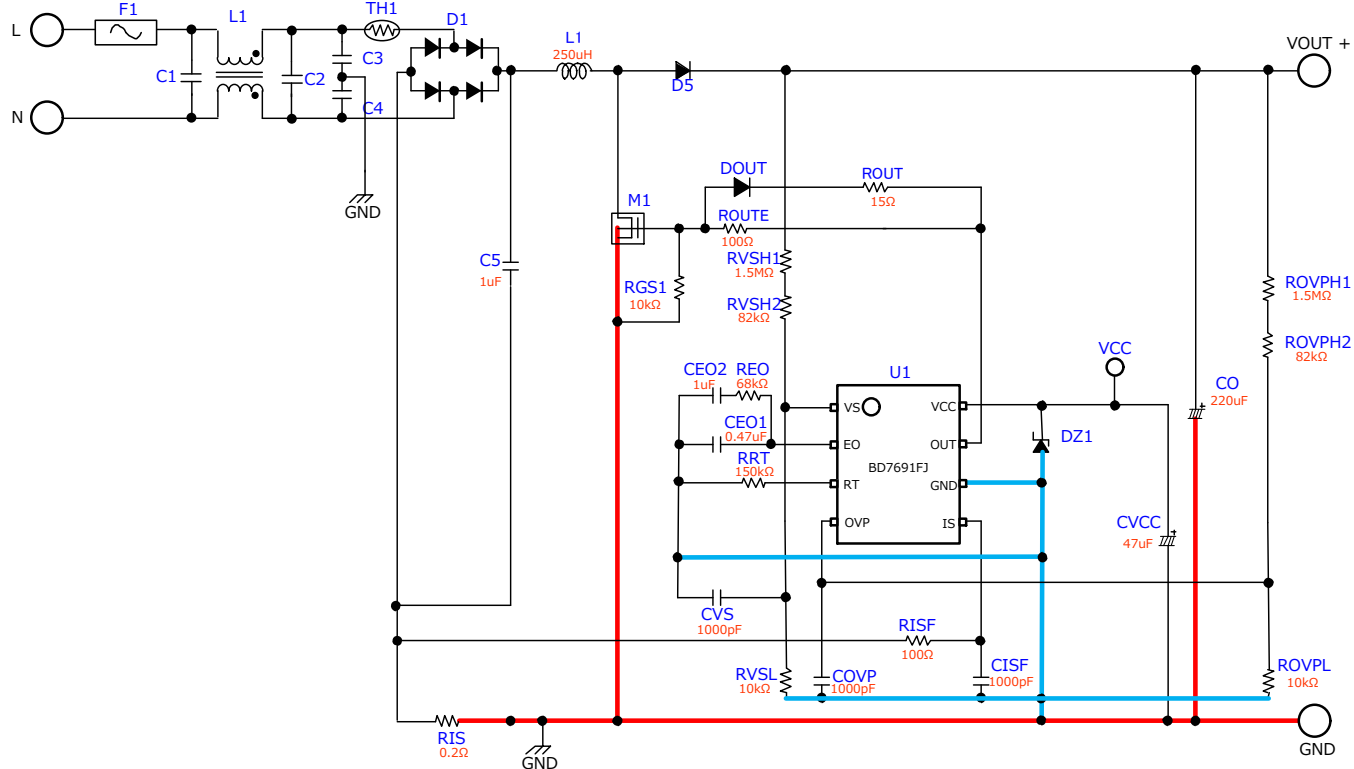 F1
L1
TH1
D1
L
C1
C2
C3
C4
N
GND
L1
250uH
D5
VOUT +
DOUT
ROUT
15Ω
M1
ROUTE
100Ω
C5
1uF
RGS1
10kΩ
RVSH1
1.5MΩ
RVSH2
82kΩ
ROVPH1
1.5MΩ
ROVPH2
82kΩ
VCC
CEO2
1uF
REO
68kΩ
CEO1
0.47uF
RRT
150kΩ
U1
VS
VCC
EO
OUT
BD7691FJ
RT
GND
OVP
IS
DZ1
CO
220uF
CVCC
47uF
CVS
1000pF
RISF
100Ω
RVSL
10kΩ
COVP
1000pF
CISF
1000pF
ROVPL
10kΩ
RIS
0.2Ω
GND
GND